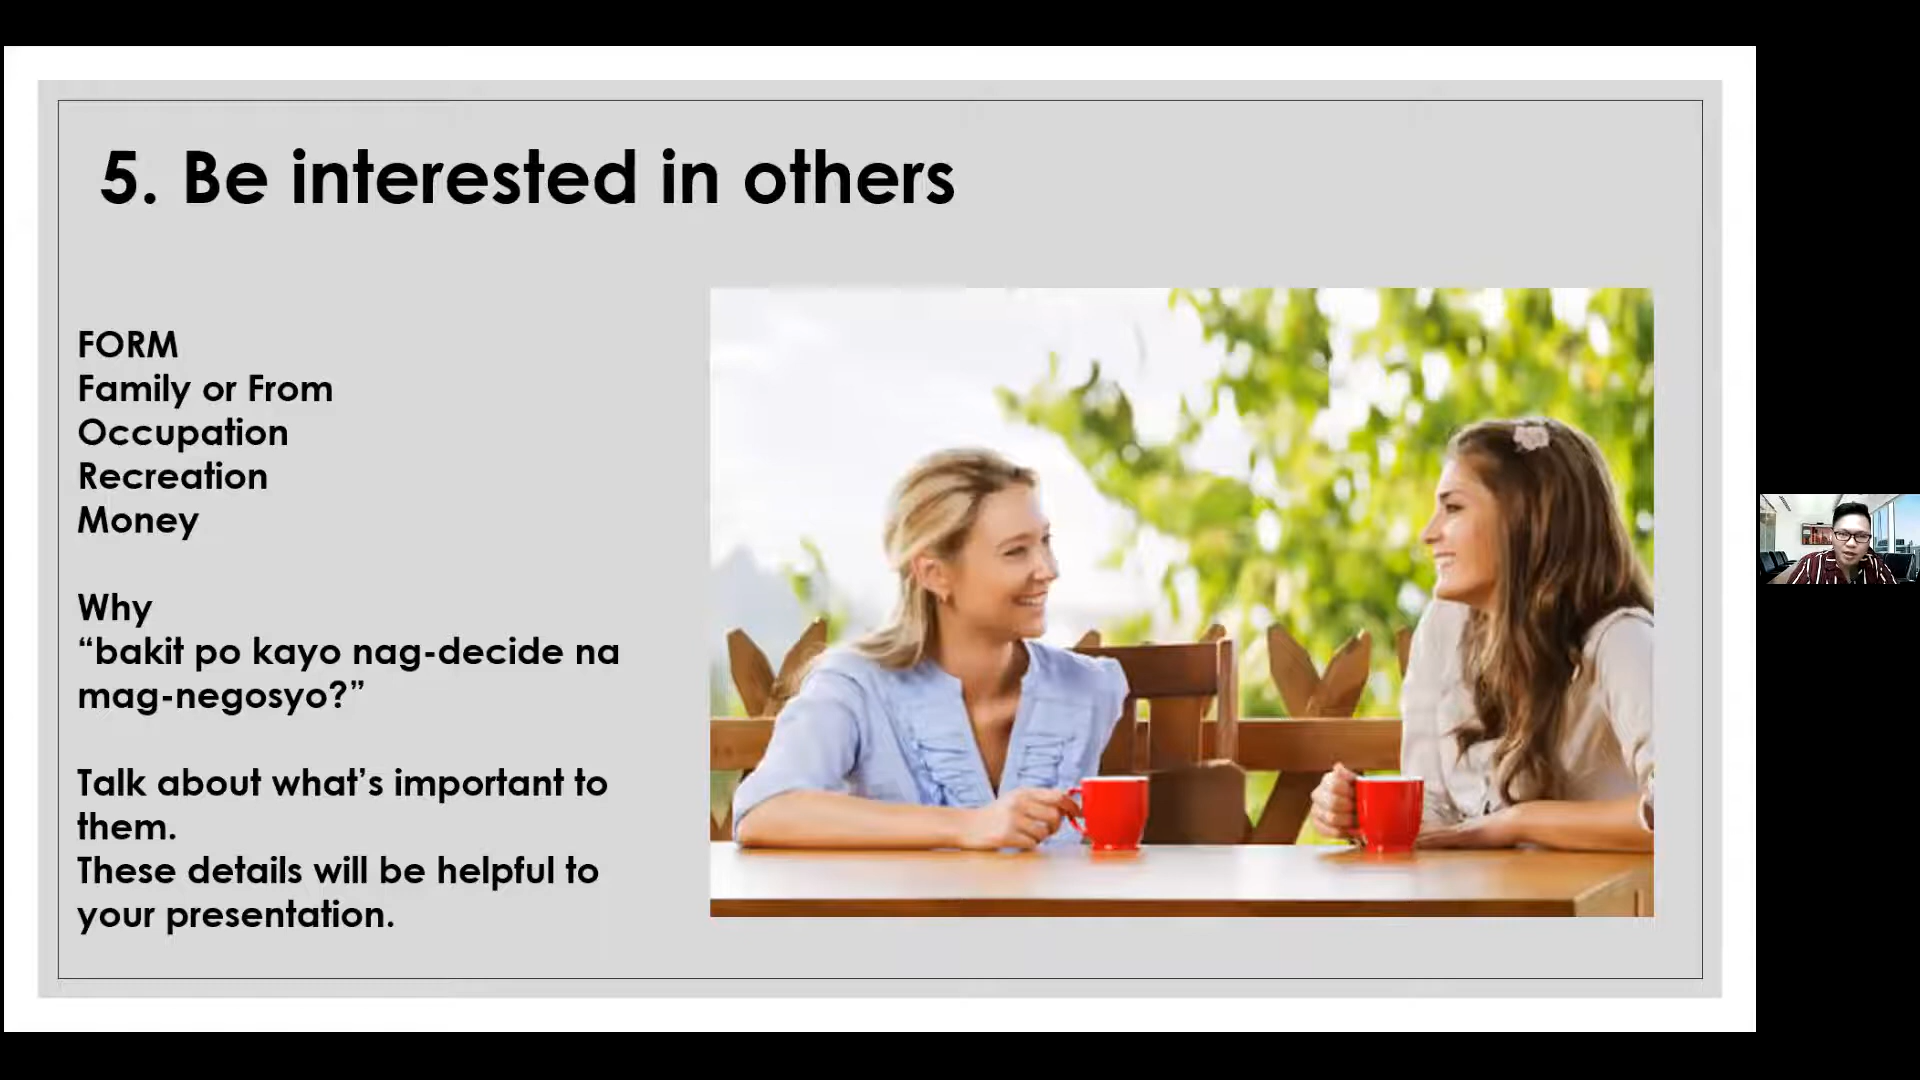 5. Be interested in others
FORM
Family or From
Occupation
Recreation
Money
Why
“bakit po kayo nag-decide na
mag-negosyo?”
Talk about what’s important to
them.
These details will be helpful to
your presentation.